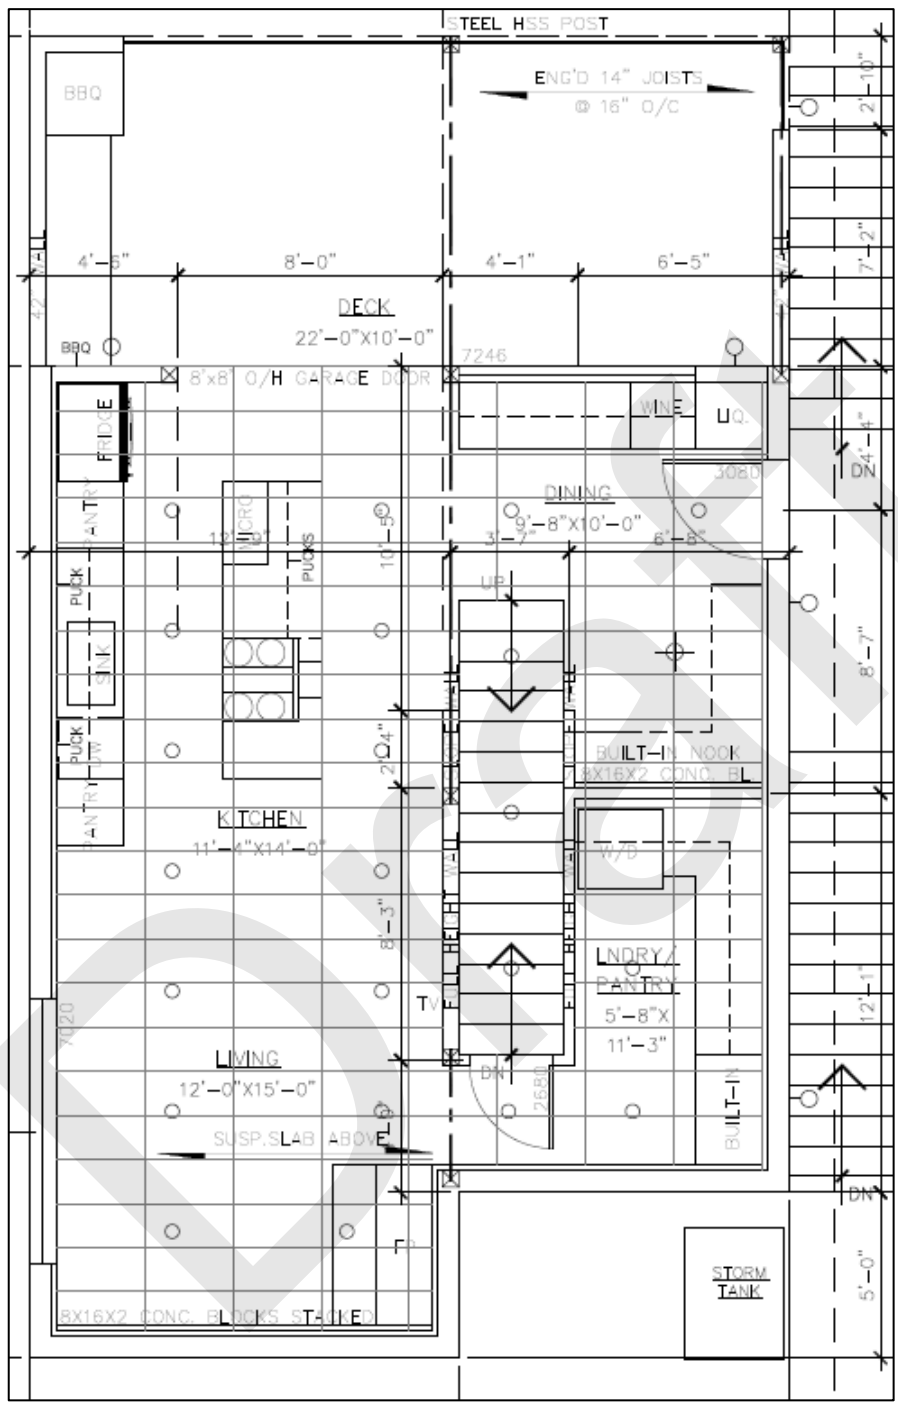 STEEL HSS POST
ENG'D 14" JOISTS
@ 16" O/C
BBQ
2'-10"
7'-2"
4'-6"
8'-0"
4'-1"
6'-5"
42"
DECK
22'-0"X10'-0"
BBQ
7246
8'x8' O/H GARAGE DOOR
FRIDGE
WINE
LIQ.
4'-4"
DN
3080
PANTRY
MICRO
PUCKS
DINING
9'-8"X10'-0"
12'-9"
10'-5"
3'-7"
6'-8"
UP
PUCK
SINK
8'-7"
PUCK
PANTRY
DW
2'-4"
BUILT-IN NOOK
8X16X2 CONC. BL.
KITCHEN
11'-4"X14'-0"
W/D
8'-3"
LNDRY/
PANTRY
5'-8"X
11'-3"
TV
12'-1"
7020
LIVING
12'-0"X15'-0"
DN
2680
BUILT-IN
SUSP.SLAB ABOVE
DN
STORM
TANK
5'-0"
8X16X2 CONC. BLOCKS STACKED
Draft